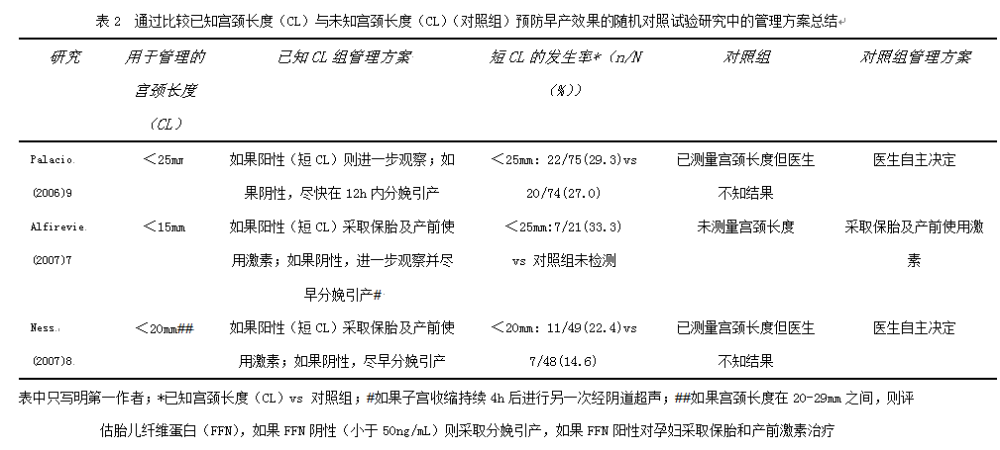 表 2 通过比较已知宫颈长度（CL）与未知宫颈长度（CL）（对照组）预防早产效果的随机对照试验研究中的管理方案总结
研究 用于管理的宫颈长度（CL） 已知 CL 组管理方案 短 CL 的发生率*（n/N（%）） 对照组 对照组管理方案
Palacio (2006)9 ＜25mm 如果阳性（短 CL）则进一步观察；如果阴性，尽快在 12h 内分娩引产 ＜25mm: 22/75(29.3)vs 20/74(27.0) 已测量宫颈长度但医生不知结果 医生自主决定
Alfirevie (2007)7 ＜15mm 如果阳性（短 CL）采取保胎及产前使用激素；如果阴性，进一步观察并尽早分娩引产# ＜25mm:7/21(33.3) vs 对照组未检测 未测量宫颈长度 采取保胎及产前使用激素
Ness (2007)8 ＜20mm## 如果阳性（短 CL）采取保胎及产前使用激素；如果阴性，尽早分娩引产 ＜20mm: 11/49(22.4)vs 7/48(14.6) 已测量宫颈长度但医生不知结果 医生自主决定
表中只写明第一作者；*已知宫颈长度（CL）vs 对照组；#如果子宫收缩持续 4h 后进行另一次经阴道超声；##如果宫颈长度在 20-29mm 之间，则评
估胎儿纤维蛋白（FFN），如果 FFN 阴性（小于 50ng/mL）则采取分娩引产，如果 FFN 阳性对孕妇采取保胎和产前激素治疗